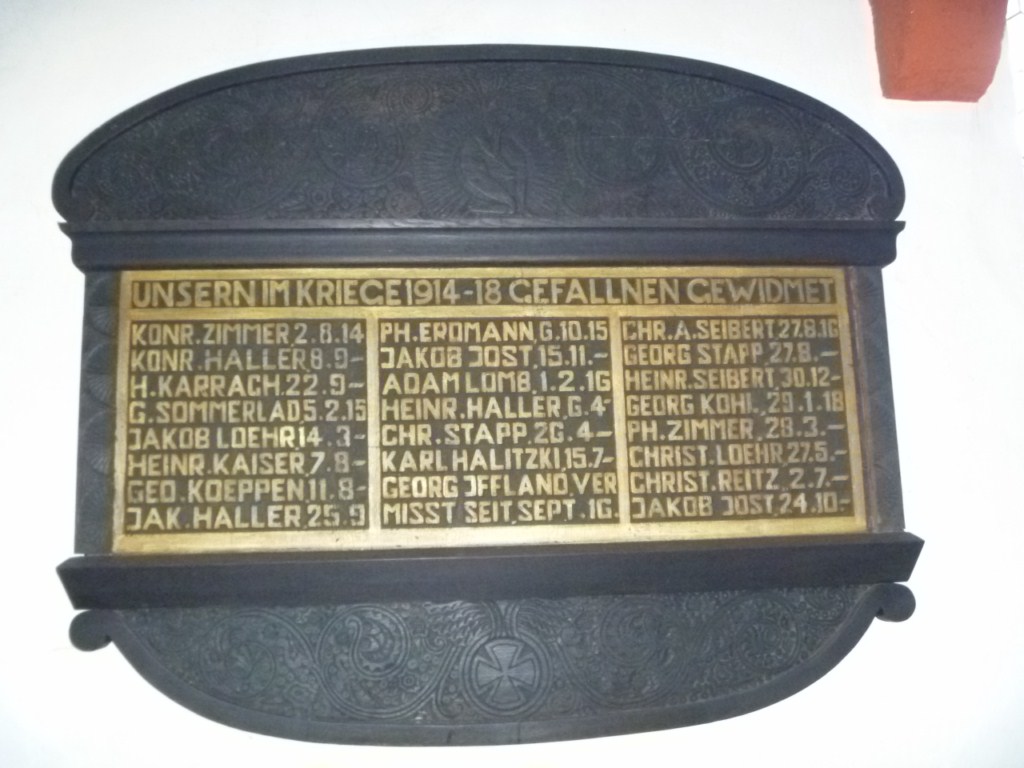 UNSERN IM KRIEGE 1914-18 GEFALLNEN GEWIDMET
KONR. ZIMMER, 2.8.14
KONR. HALLER, 8.9-
H. KARRACH. 22.9-
G. SOMMERLAD, 5.2.15
JAKOB LOEHR 14.3-
HEINR. KAISER, 7.8-
GEO. KOEPPEN, 11.8-
JAK. HALLER, 25.9
PH. ERDMANN, 6.10.15
JAKOB JOST, 15.11.-
ADAM LOMB, 1.2.16
HEINR. HALLER, 6.4-
CHR. STAPP, 26.4-
KARL HALITZKI, 15.7-
GEORG IFFLAND, VER
MISST SEIT, SEPT. 16.
CHR. A. SEIBERT, 27.8.16
GEORG STAPP, 27.8.-
HEINR. SEIBERT, 30.12-
GEORG KOHL, 29.1.18
PH. ZIMMER, 28.3.-
CHRIST. LOEHR 27.5.-
CHRIST. REITZ, 2.7.-
JAKOB JOST, 24.10.-